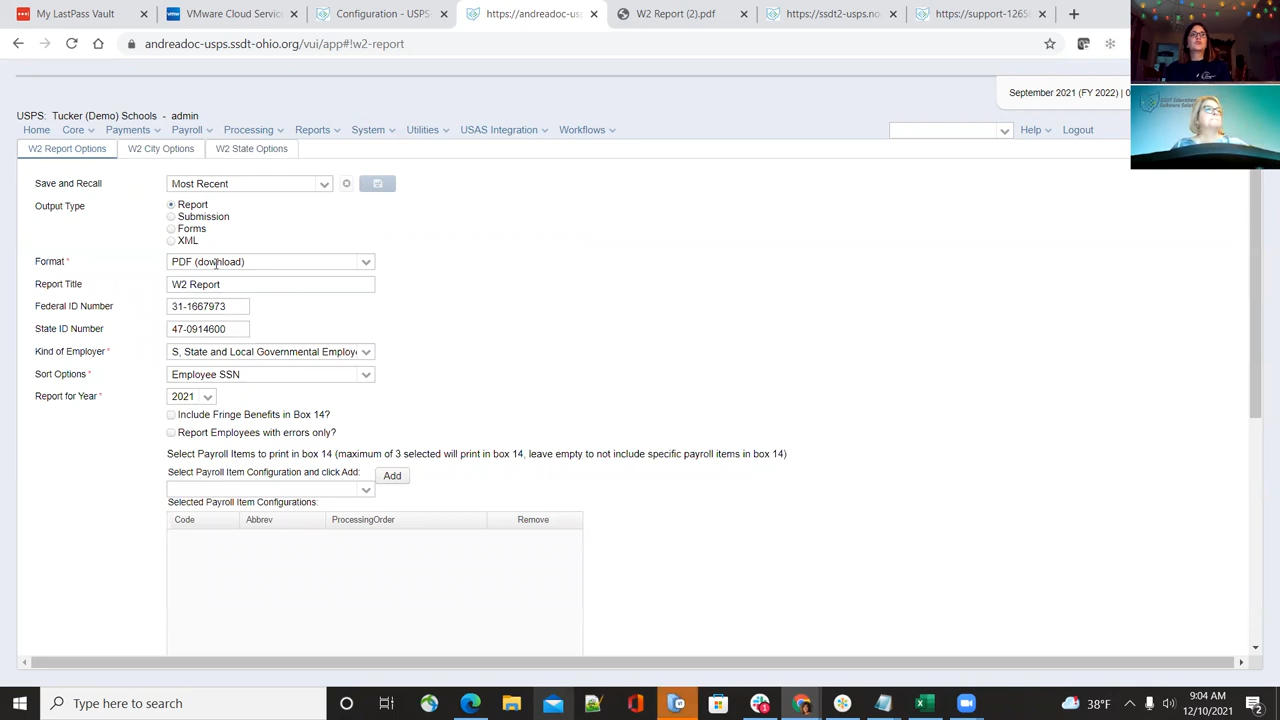 My LastPass Vault
VMware Cloud Servic
Configuration - USPS-
https://andreadoc-us
W2 Report (2).pdf
https://ssdt2-usps.no
https://support-1265
andreadoc-usps.ssdt-ohio.org/vui/app#!w2-report
September 2021 (FY 2022) | 0
USPS: Tucker (Demo) Schools - admin
Home Core Payments Payroll Processing Reports System Utilities USAS Integration Workflows Help Logout
W2 Report Options W2 City Options W2 State Options
Save and Recall Most Recent
Output Type Report
Submission
Forms
XML
Format * PDF (download)
Report Title W2 Report
Federal ID Number 31-1667973
State ID Number 47-0914600
Kind of Employer * S, State and Local Governmental Employe
Sort Options * Employee SSN
Report for Year * 2021
Include Fringe Benefits in Box 14?
Report Employees with errors only?
Select Payroll Items to print in box 14 (maximum of 3 selected will print in box 14, leave empty to not include specific payroll items in box 14)
Select Payroll Item Configuration and click Add: Add
Selected Payroll Item Configurations:
Code Abbrev ProcessingOrder Remove
Type here to search
38°F
9:04 AM
12/10/2021
2